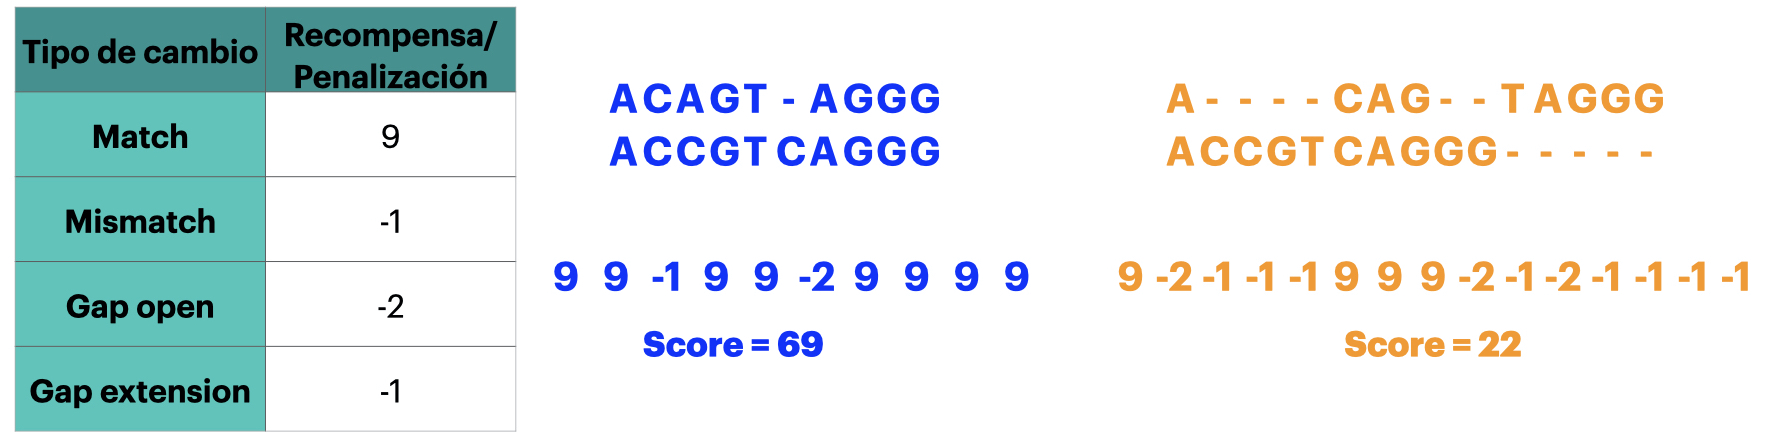 Tipo de cambio Recompensa/
Penalización
Match 9
Mismatch -1
Gap open -2
Gap extension -1
ACAGT - AGGG
ACCGTCAGGG
9 9 -1 9 9 -2 9 9 9 9
Score = 69
A - - - - CAG - - TAGGG
ACCGTCAGGG - - - - -
9 -2 -1 -1 -1 9 9 9 -2 -1 -2 -1 -1 -1 -1
Score = 22